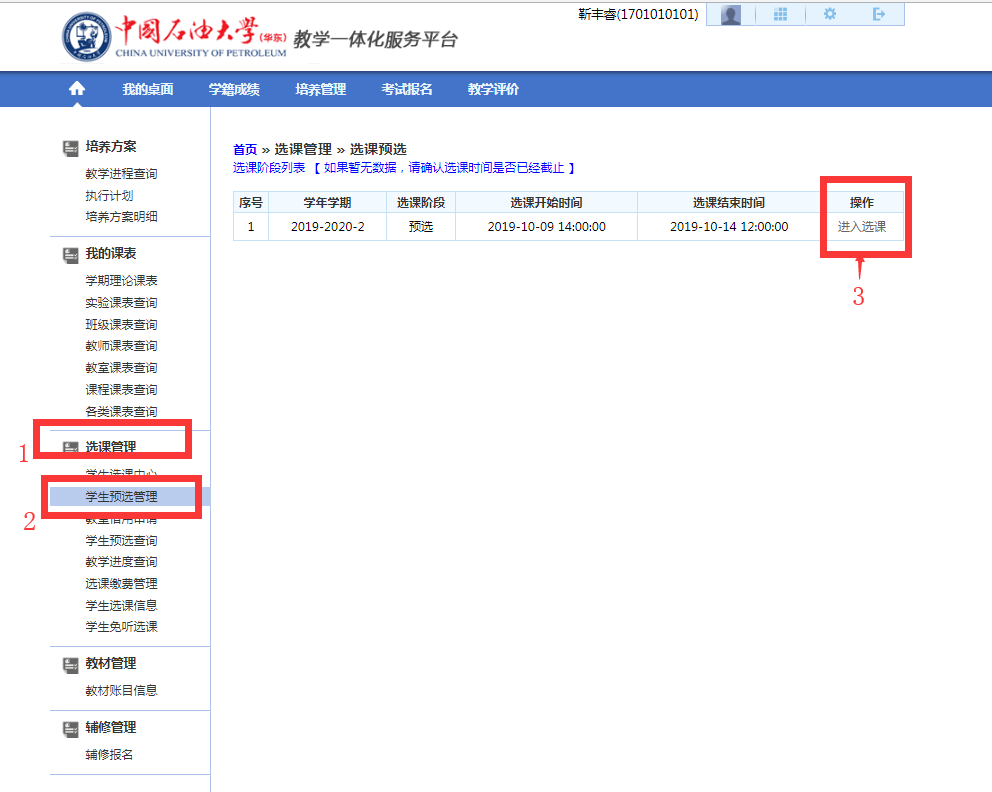 靳丰睿(1701010101)
中国石油大学(华东) 教学一体化服务平台
CHINA UNIVERSITY OF PETROLEUM
我的桌面 学籍成绩 培养管理 考试报名 教学评价
培养方案
教学进程查询
执行计划
培养方案明细
我的课表
学期理论课表
实验课表查询
班级课表查询
教师课表查询
教室课表查询
课程课表查询
各类课表查询
1
选课管理
学生选课中心
2
学生预选管理
教室借用申请
学生预选查询
教学进度查询
选课缴费管理
学生选课信息
学生免听选课
教材管理
教材账目信息
辅修管理
辅修报名
首页 » 选课管理 » 选课预选
选课阶段列表 【 如果暂无数据，请确认选课时间是否已经截止 】
序号 学年学期 选课阶段 选课开始时间 选课结束时间 操作
1 2019-2020-2 预选 2019-10-09 14:00:00 2019-10-14 12:00:00 进入选课
3